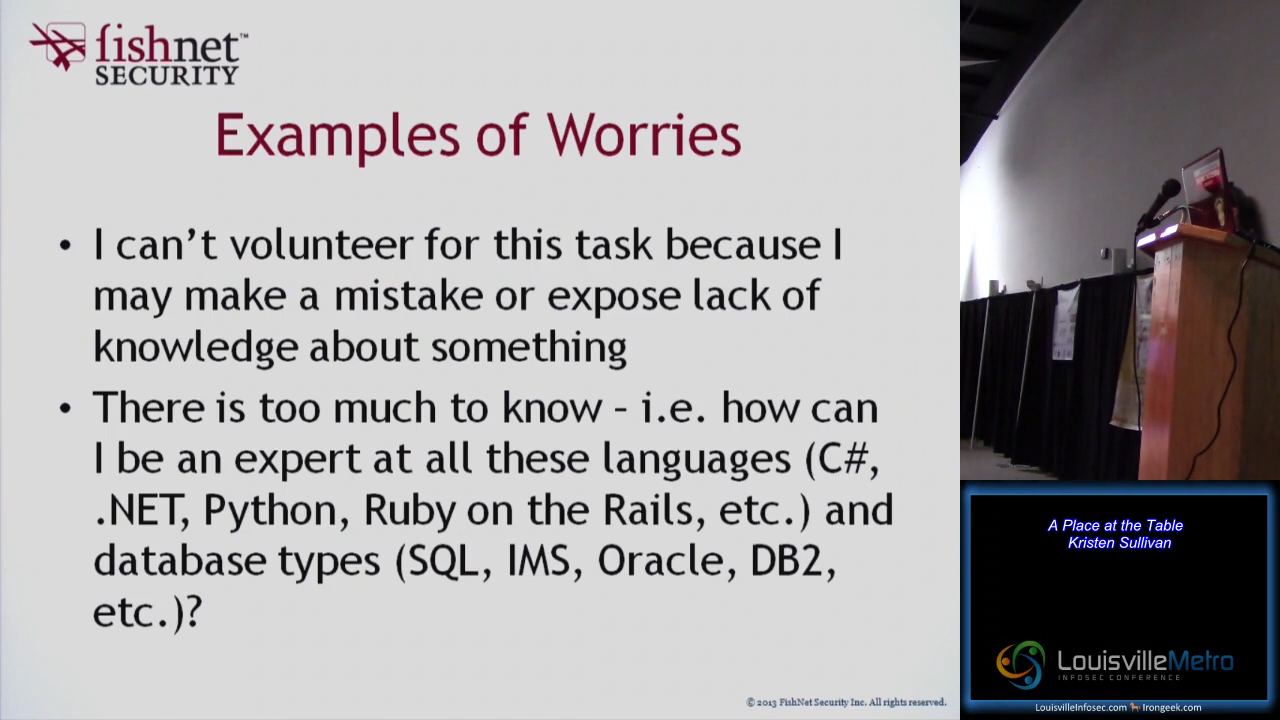 fishnet™
SECURITY
Examples of Worries
• I can’t volunteer for this task because I
may make a mistake or expose lack of
knowledge about something
• There is too much to know – i.e. how can
I be an expert at all these languages (C#,
.NET, Python, Ruby on the Rails, etc.) and
database types (SQL, IMS, Oracle, DB2,
etc.)?
© 2013 FishNet Security Inc. All rights reserved.
A Place at the Table
Kristen Sullivan
LouisvilleMetro
INFOSEC CONFERENCE
LouisvilleInfosec.com Irongeek.com